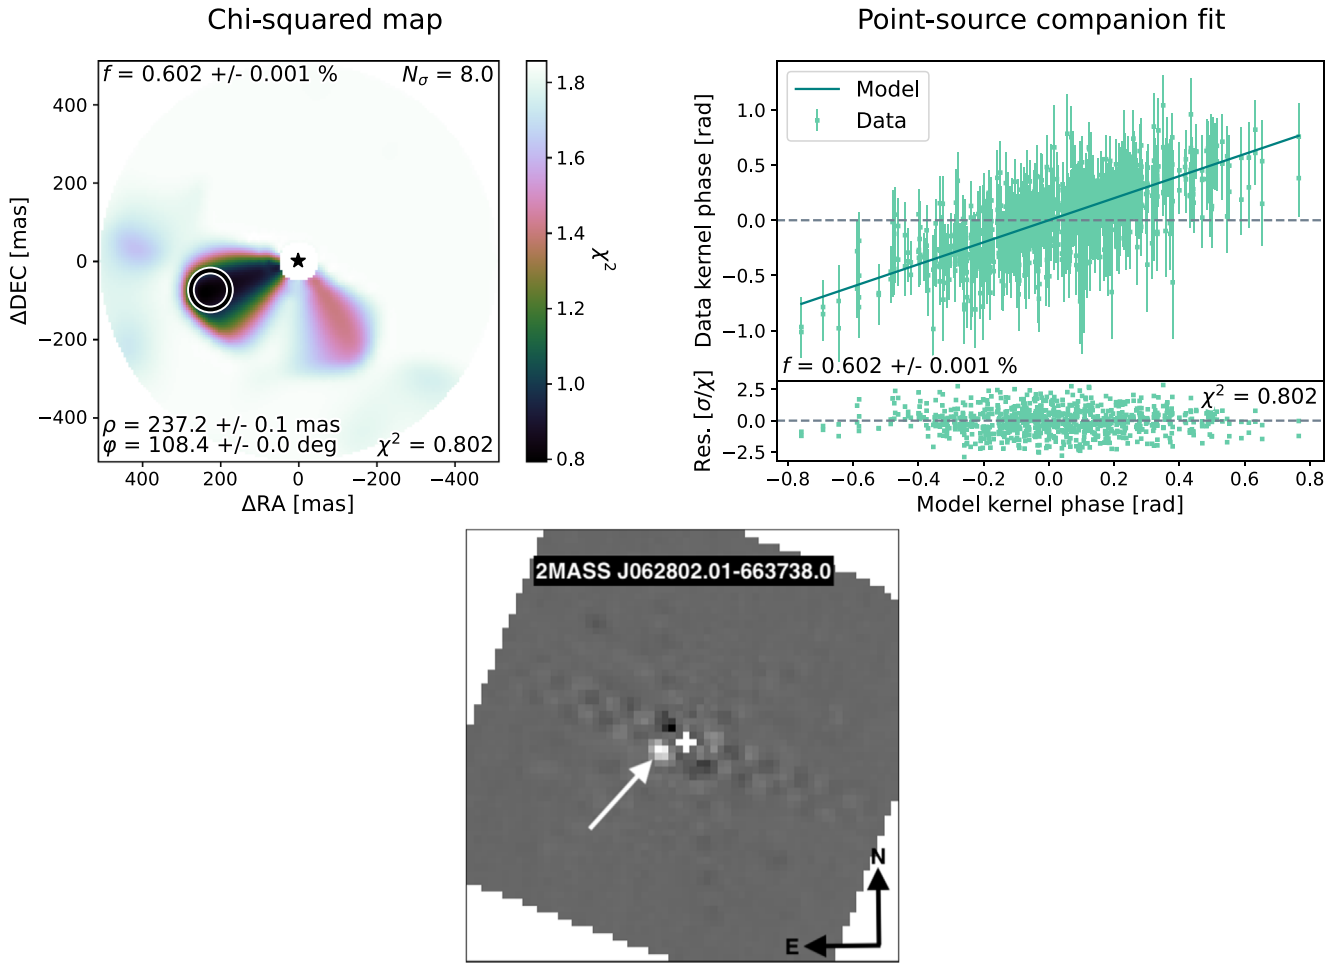 Chi-squared map
f = 0.602 +/- 0.001 %
Nσ = 8.0
400
200
0
−200
−400
ΔDEC [mas]
ρ = 237.2 +/- 0.1 mas
φ = 108.4 +/- 0.0 deg
χ² = 0.802
400 200 0 −200 −400
ΔRA [mas]
1.8
1.6
1.4
1.2
1.0
0.8
χ²
Point-source companion fit
Model
Data
1.0
0.5
0.0
−0.5
−1.0
Data kernel phase [rad]
f = 0.602 +/- 0.001 %
2.5
0.0
−2.5
Res. [σ/χ]
χ² = 0.802
−0.8 −0.6 −0.4 −0.2 0.0 0.2 0.4 0.6 0.8
Model kernel phase [rad]
2MASS J062802.01-663738.0
N
E